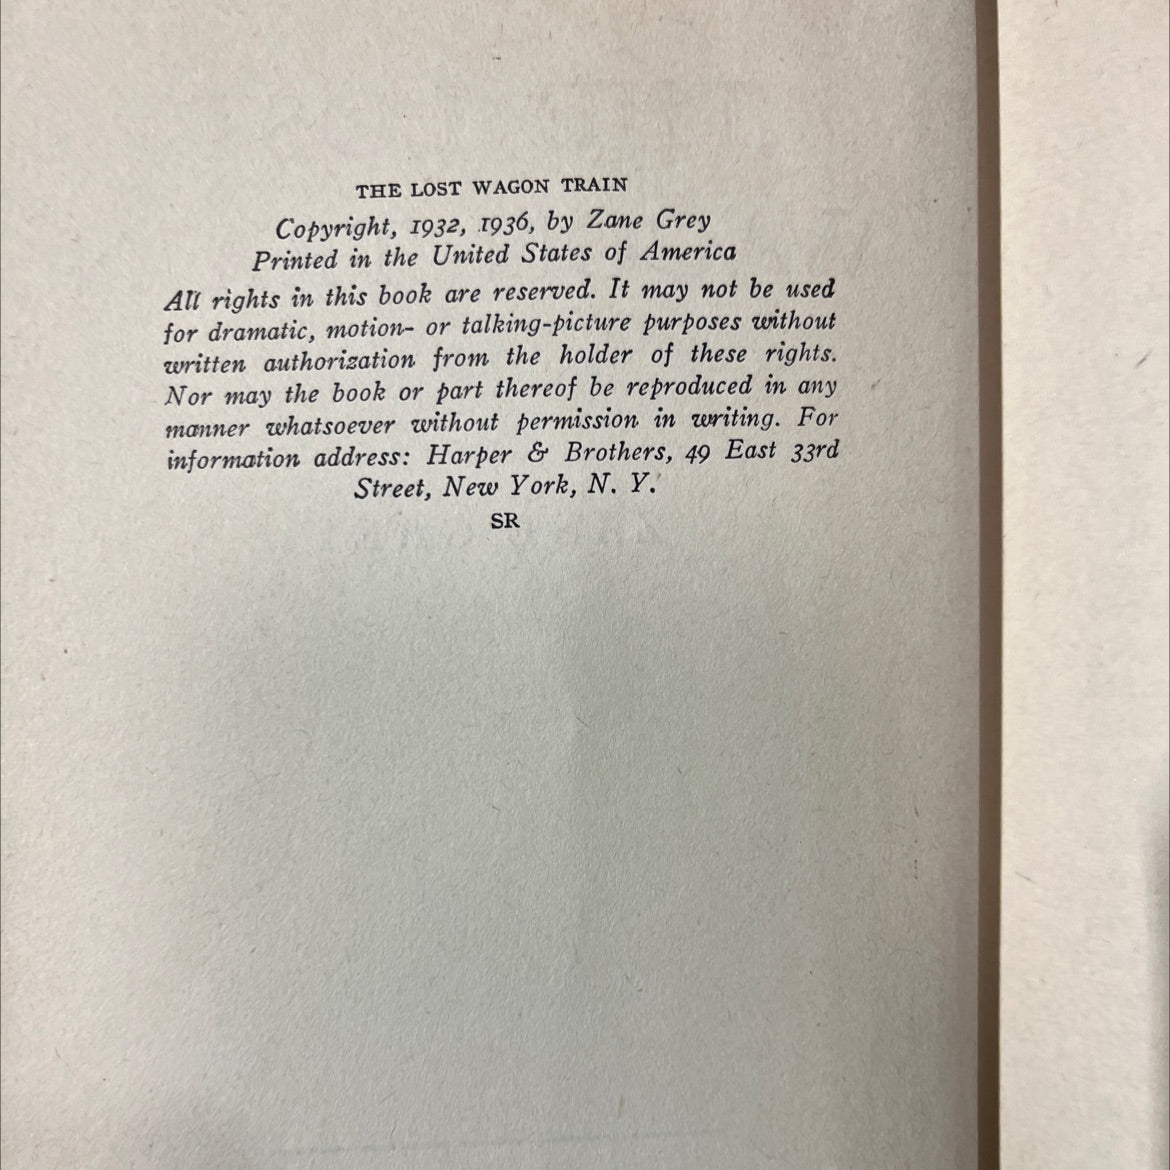 THE LOST WAGON TRAIN
Copyright, 1932, 1936, by Zane Grey
Printed in the United States of America
All rights in this book are reserved. It may not be used
for dramatic, motion- or talking-picture purposes without
written authorization from the holder of these rights.
Nor may the book or part thereof be reproduced in any
manner whatsoever without permission in writing. For
information address: Harper & Brothers, 49 East 33rd
Street, New York, N. Y.
SR